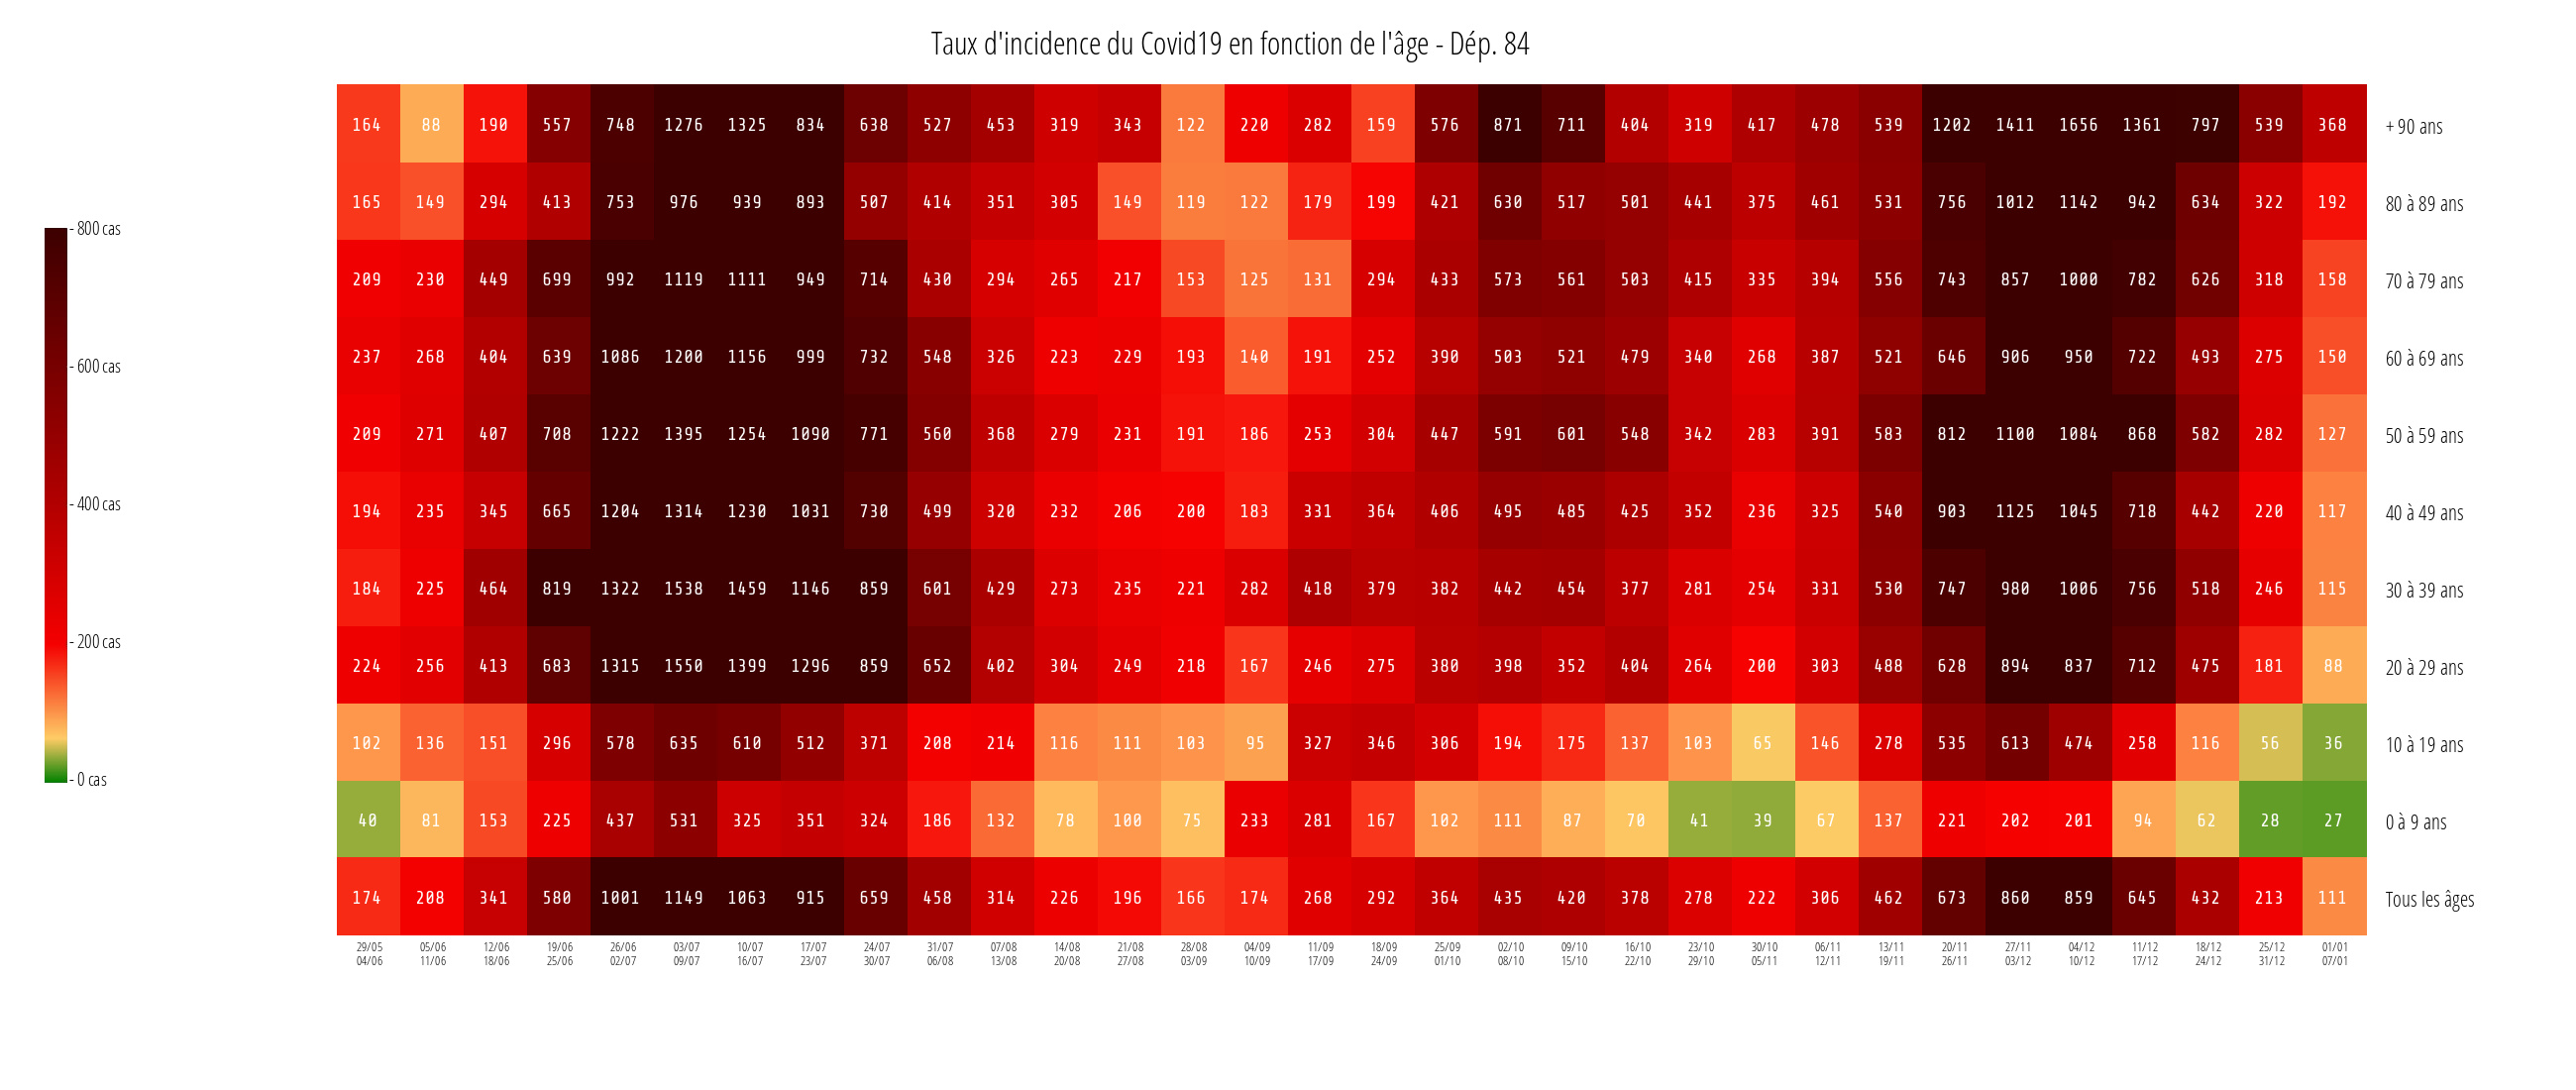 Taux d'incidence du Covid19 en fonction de l'âge - Dép. 84
- 800 cas
- 600 cas
- 400 cas
- 200 cas
- 0 cas
164 88 190 557 748 1276 1325 834 638 527 453 319 343 122 220 282 159 576 871 711 404 319 417 478 539 1202 1411 1656 1361 797 539 368 + 90 ans
165 149 294 413 753 976 939 893 507 414 351 305 149 119 122 179 199 421 630 517 501 441 375 461 531 756 1012 1142 942 634 322 192 80 à 89 ans
209 230 449 699 992 1119 1111 949 714 430 294 265 217 153 125 131 294 433 573 561 503 415 335 394 556 743 857 1000 782 626 318 158 70 à 79 ans
237 268 404 639 1086 1200 1156 999 732 548 326 223 229 193 140 191 252 390 503 521 479 340 268 387 521 646 906 950 722 493 275 150 60 à 69 ans
209 271 407 708 1222 1395 1254 1090 771 560 368 279 231 191 186 253 304 447 591 601 548 342 283 391 583 812 1100 1084 868 582 282 127 50 à 59 ans
194 235 345 665 1204 1314 1230 1031 730 499 320 232 206 200 183 331 364 406 495 485 425 352 236 325 540 903 1125 1045 718 442 220 117 40 à 49 ans
184 225 464 819 1322 1538 1459 1146 859 601 429 273 235 221 282 418 379 382 442 454 377 281 254 331 530 747 980 1006 756 518 246 115 30 à 39 ans
224 256 413 683 1315 1550 1399 1296 859 652 402 304 249 218 167 246 275 380 398 352 404 264 200 303 488 628 894 837 712 475 181 88 20 à 29 ans
102 136 151 296 578 635 610 512 371 208 214 116 111 103 95 327 346 306 194 175 137 103 65 146 278 535 613 474 258 116 56 36 10 à 19 ans
40 81 153 225 437 531 325 351 324 186 132 78 100 75 233 281 167 102 111 87 70 41 39 67 137 221 202 201 94 62 28 27 0 à 9 ans
174 208 341 580 1001 1149 1063 915 659 458 314 226 196 166 174 268 292 364 435 420 378 278 222 306 462 673 860 859 645 432 213 111 Tous les âges
29/05 05/06 12/06 19/06 26/06 03/07 10/07 17/07 24/07 31/07 07/08 14/08 21/08 28/08 04/09 11/09 18/09 25/09 02/10 09/10 16/10 23/10 30/10 06/11 13/11 20/11 27/11 04/12 11/12 18/12 25/12 01/01
04/06 11/06 18/06 25/06 02/07 09/07 16/07 23/07 30/07 06/08 13/08 20/08 27/08 03/09 10/09 17/09 24/09 01/10 08/10 15/10 22/10 29/10 05/11 12/11 19/11 26/11 03/12 10/12 17/12 24/12 31/12 07/01